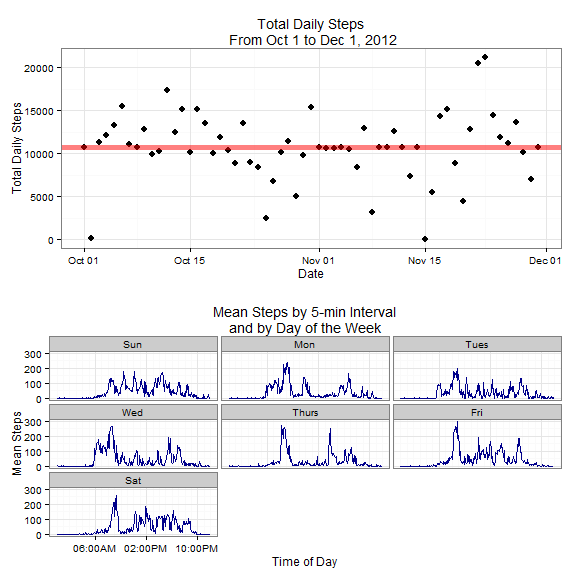 Total Daily Steps
From Oct 1 to Dec 1, 2012
Total Daily Steps
20000
15000
10000
5000
0
Oct 01 Oct 15 Nov 01 Nov 15 Dec 01
Date
Mean Steps by 5-min Interval
and by Day of the Week
Mean Steps
Sun Mon Tues
300
200
100
0
Wed Thurs Fri
300
200
100
0
Sat
300
200
100
0
06:00AM 02:00PM 10:00PM
Time of Day